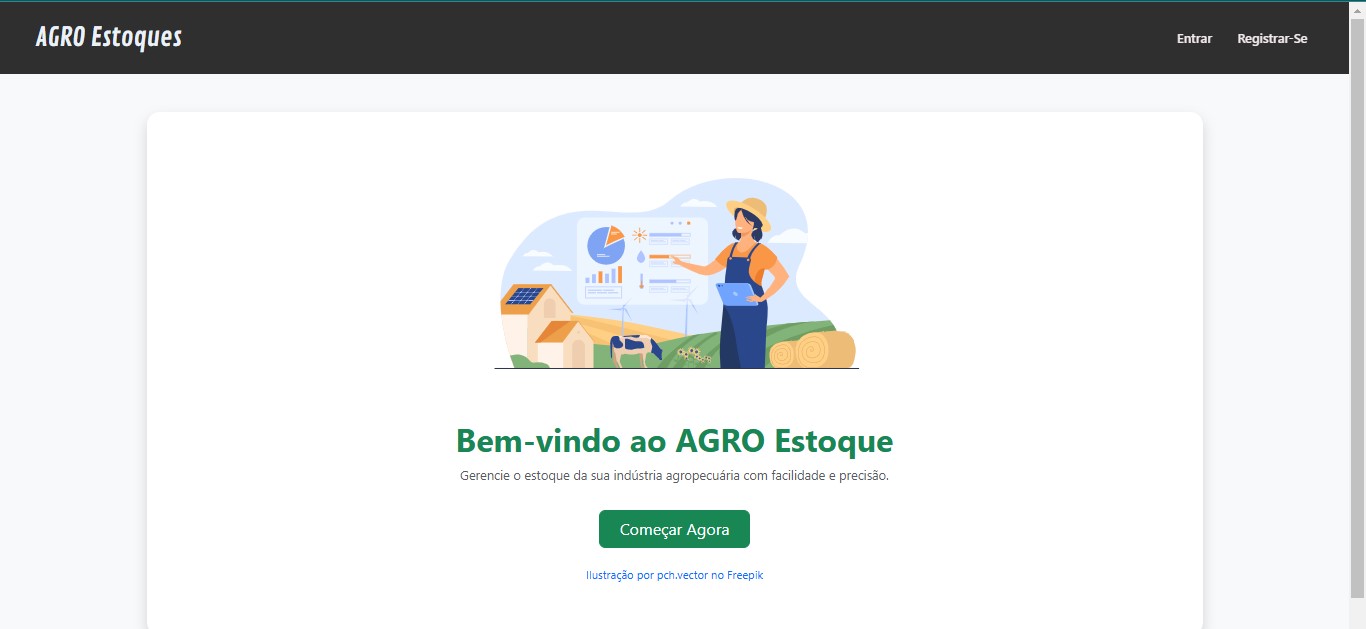 AGRO Estoques
Entrar
Registrar-Se
Bem-vindo ao AGRO Estoque
Gerencie o estoque da sua indústria agropecuária com facilidade e precisão.
Começar Agora
Ilustração por pch.vector no Freepik